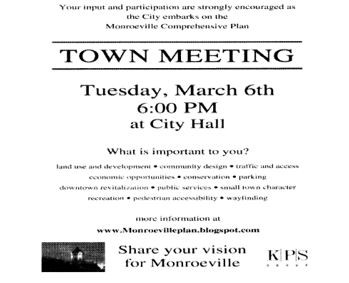 Your input and participation are strongly encouraged as
the City embarks on the
Monroeville Comprehensive Plan
TOWN MEETING
Tuesday, March 6th
6:00 PM
at City Hall
What is important to you?
land use and development • community design • traffic and access
economic opportunities • conservation • parking
downtown revitalization • public services • small town character
recreation • pedestrian accessibility • wayfinding
more information at
www.Monroevilleplan.blogspot.com
Share your vision
for Monroeville
KPS
GROUP